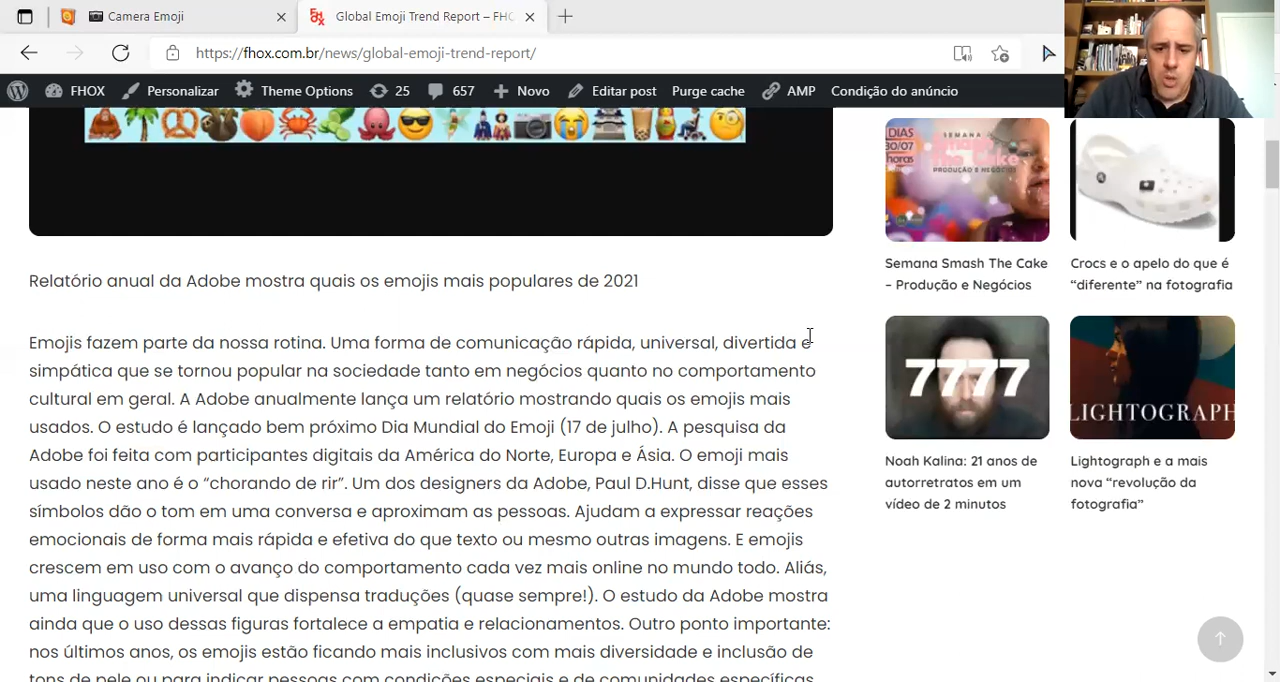 Camera Emoji
Global Emoji Trend Report – FHO
https://fhox.com.br/news/global-emoji-trend-report/
FHOX
Personalizar
Theme Options
25
657
Novo
Editar post
Purge cache
AMP
Condição do anúncio
Relatório anual da Adobe mostra quais os emojis mais populares de 2021
Emojis fazem parte da nossa rotina. Uma forma de comunicação rápida, universal, divertida e
simpática que se tornou popular na sociedade tanto em negócios quanto no comportamento
cultural em geral. A Adobe anualmente lança um relatório mostrando quais os emojis mais
usados. O estudo é lançado bem próximo Dia Mundial do Emoji (17 de julho). A pesquisa da
Adobe foi feita com participantes digitais da América do Norte, Europa e Ásia. O emoji mais
usado neste ano é o “chorando de rir”. Um dos designers da Adobe, Paul D.Hunt, disse que esses
símbolos dão o tom em uma conversa e aproximam as pessoas. Ajudam a expressar reações
emocionais de forma mais rápida e efetiva do que texto ou mesmo outras imagens. E emojis
crescem em uso com o avanço do comportamento cada vez mais online no mundo todo. Aliás,
uma linguagem universal que dispensa traduções (quase sempre!). O estudo da Adobe mostra
ainda que o uso dessas figuras fortalece a empatia e relacionamentos. Outro ponto importante:
nos últimos anos, os emojis estão ficando mais inclusivos com mais diversidade e inclusão de
tons de pele ou para indicar pessoas com condições especiais e de comunidades específicas.
DIAS
30/07
horas
SEMANA
Smash
The Cake
PRODUÇÃO E NEGÓCIOS
Semana Smash The Cake
– Produção e Negócios
Crocs e o apelo do que é
“diferente” na fotografia
7777
Noah Kalina: 21 anos de
autorretratos em um
vídeo de 2 minutos
LIGHTOGRAPH
Lightograph e a mais
nova “revolução da
fotografia”